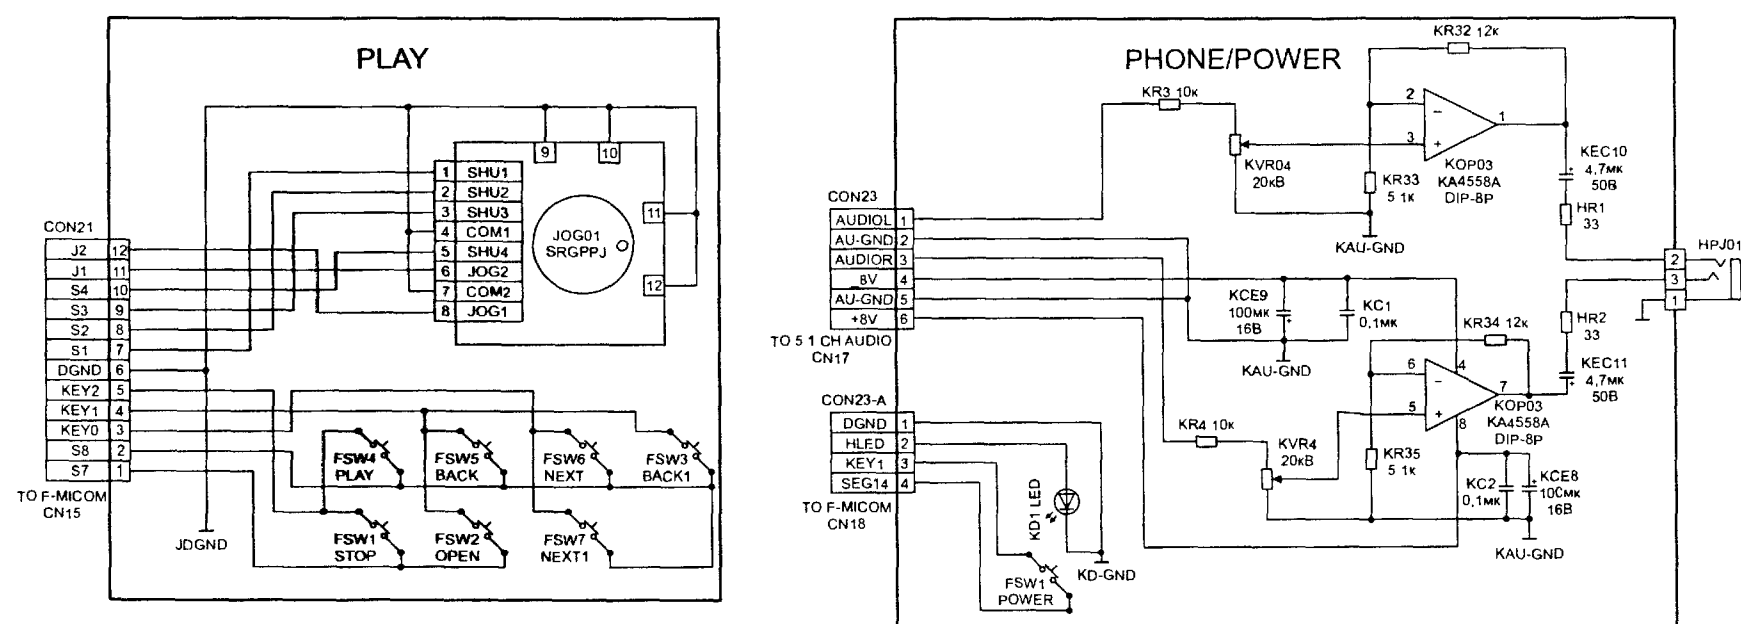 PLAY
9
10
1 SHU1
2 SHU2
3 SHU3
4 COM1
5 SHU4
6 JOG2
7 COM2
8 JOG1
11
12
JOG01
SRGPPJ
CON21
J2 12
J1 11
S4 10
S3 9
S2 8
S1 7
DGND 6
KEY2 5
KEY1 4
KEY0 3
S8 2
S7 1
TO F-MICOM
CN15
JDGND
FSW4
PLAY
FSW5
BACK
FSW6
NEXT
FSW3
BACK1
FSW1
STOP
FSW2
OPEN
FSW7
NEXT1
PHONE/POWER
KR32 12к
KR3 10к
2
3
1
KVR04
20кВ
KR33
5 1к
KOP03
KA4558A
DIP-8P
KAU-GND
KEC10
+
4,7мк
50В
HR1
33
HPJ01
2
3
1
CON23
AUDIOL 1
AU-GND 2
AUDIOR 3
_8V 4
AU-GND 5
+8V 6
TO 5 1 CH AUDIO
CN17
KCE9
100мк
16В
+
KC1
0,1мк
KAU-GND
KR34 12к
HR2
33
KEC11
+
4,7мк
50В
6
5
4
7
8
KOP03
KA4558A
DIP-8P
KR4 10к
KVR4
20кВ
KR35
5 1к
KC2
0,1мк
KCE8
+
100мк
16В
KAU-GND
CON23-A
DGND 1
HLED 2
KEY1 3
SEG14 4
TO F-MICOM
CN18
KD1 LED
KD-GND
FSW1
POWER